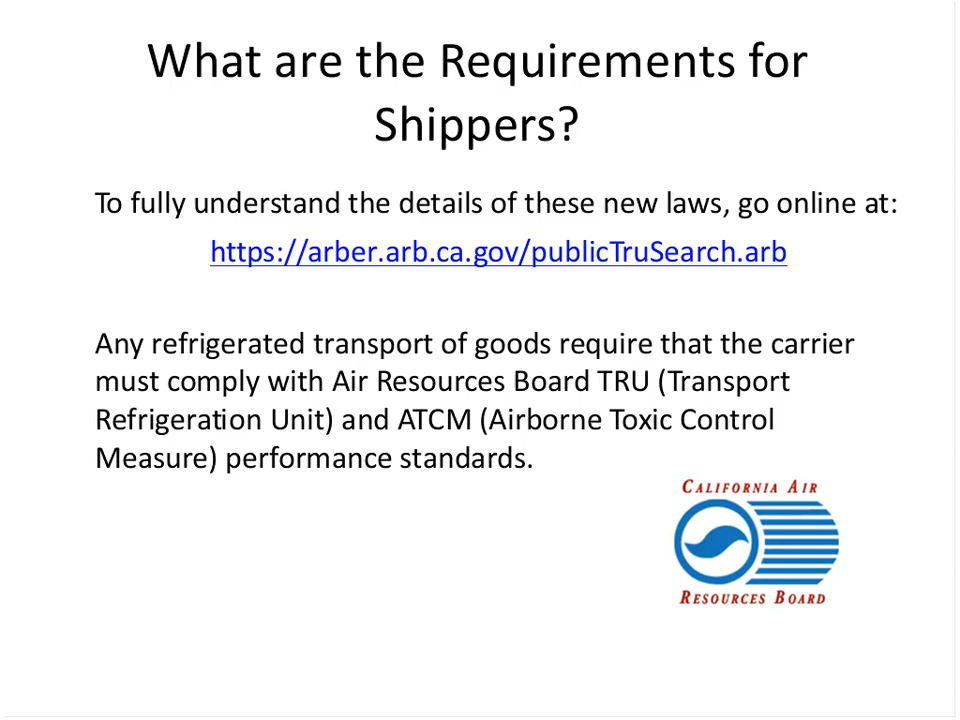 What are the Requirements for
Shippers?
To fully understand the details of these new laws, go online at:
https://arber.arb.ca.gov/publicTruSearch.arb
Any refrigerated transport of goods require that the carrier
must comply with Air Resources Board TRU (Transport
Refrigeration Unit) and ATCM (Airborne Toxic Control
Measure) performance standards.
CALIFORNIA AIR
RESOURCES BOARD